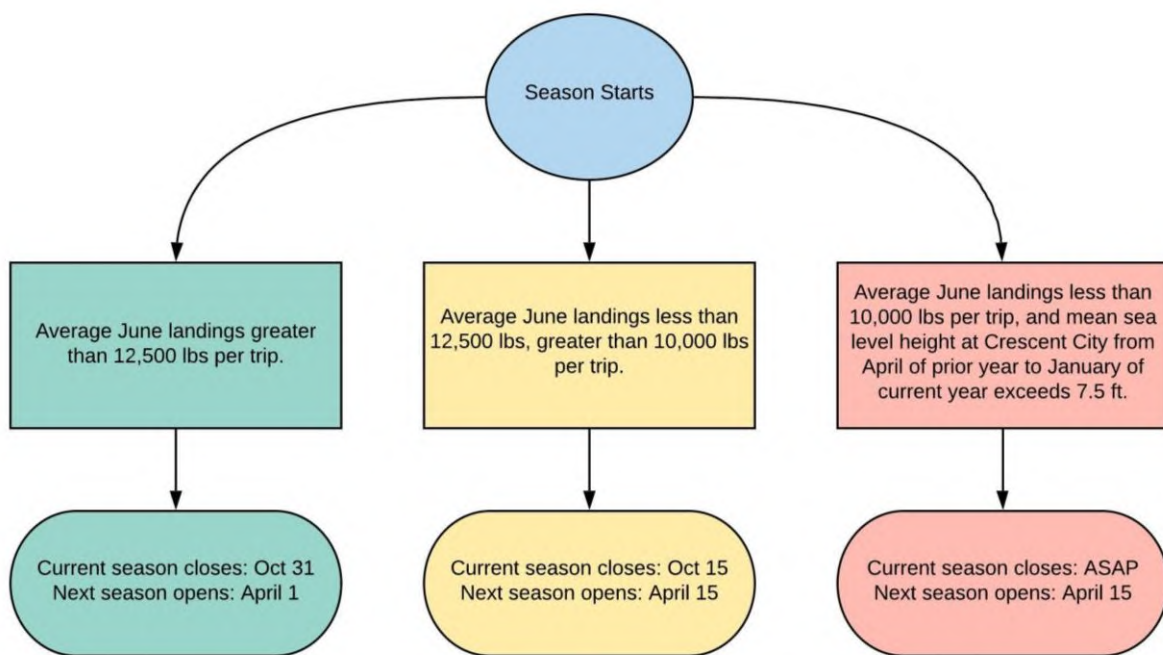 Season Starts
Average June landings greater
than 12,500 lbs per trip.
Average June landings less than
12,500 lbs, greater than 10,000 lbs
per trip.
Average June landings less than
10,000 lbs per trip, and mean sea
level height at Crescent City from
April of prior year to January of
current year exceeds 7.5 ft.
Current season closes: Oct 31
Next season opens: April 1
Current season closes: Oct 15
Next season opens: April 15
Current season closes: ASAP
Next season opens: April 15